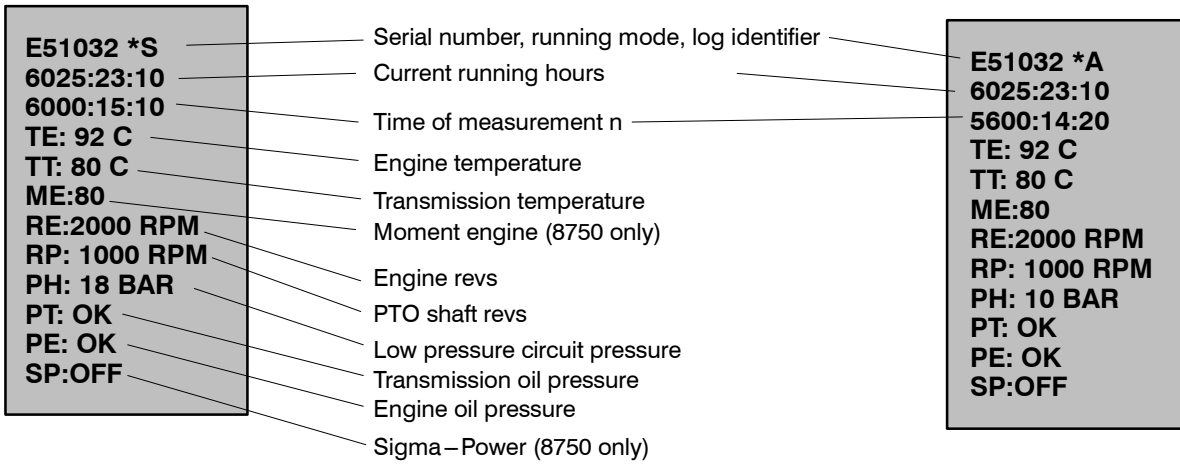 E51032 *S
6025:23:10
6000:15:10
TE: 92 C
TT: 80 C
ME:80
RE:2000 RPM
RP: 1000 RPM
PH: 18 BAR
PT: OK
PE: OK
SP:OFF
Serial number, running mode, log identifier
Current running hours
Time of measurement n
Engine temperature
Transmission temperature
Moment engine (8750 only)
Engine revs
PTO shaft revs
Low pressure circuit pressure
Transmission oil pressure
Engine oil pressure
Sigma−Power (8750 only)
E51032 *A
6025:23:10
5600:14:20
TE: 92 C
TT: 80 C
ME:80
RE:2000 RPM
RP: 1000 RPM
PH: 10 BAR
PT: OK
PE: OK
SP:OFF